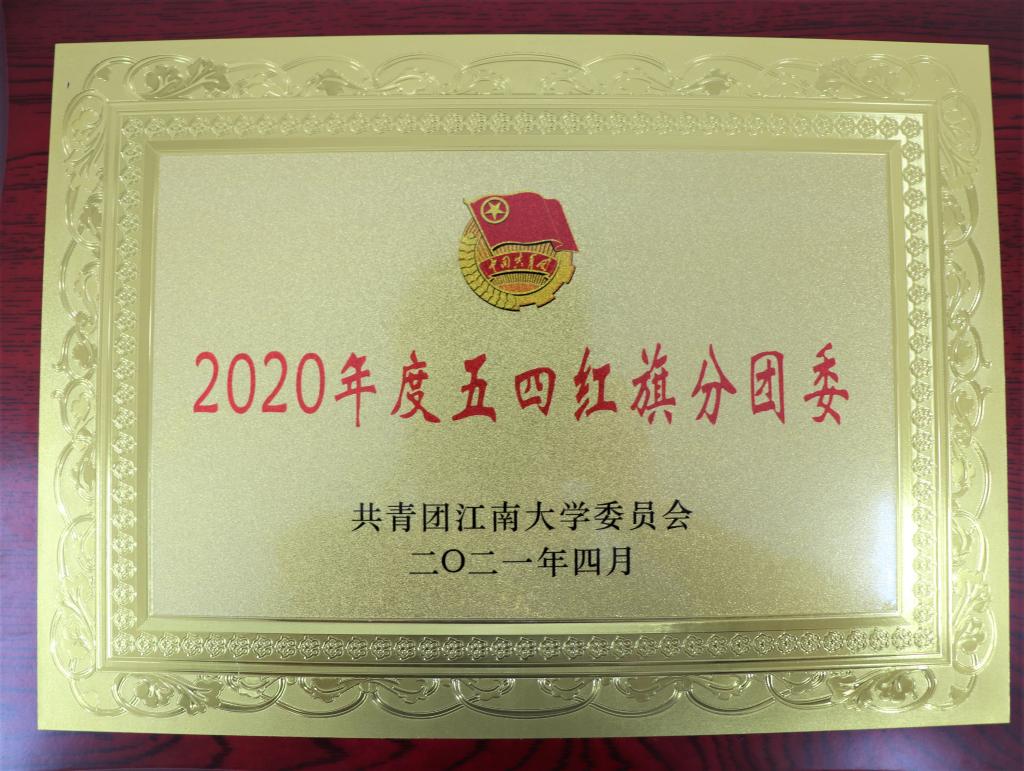 中国共青团
2020年度五四红旗分团委
共青团江南大学委员会
二〇二一年四月